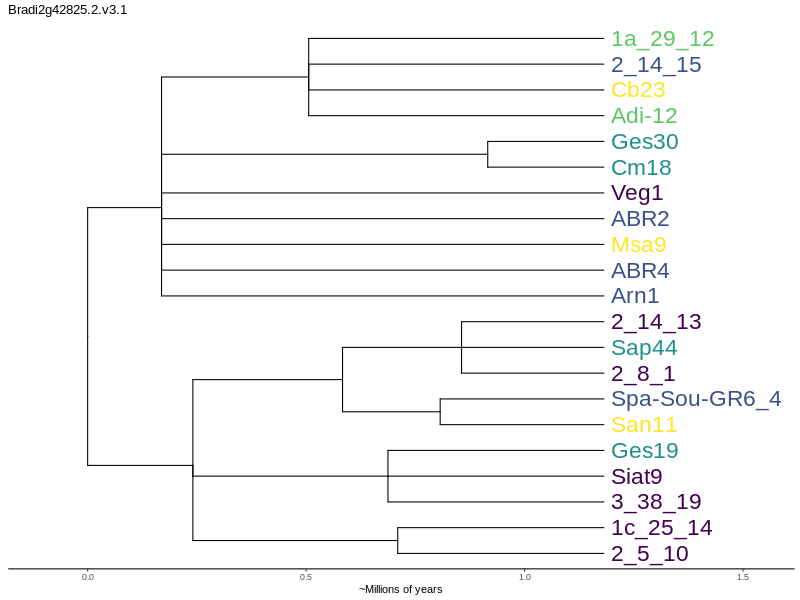 Bradi2g42825.2.v3.1
1a_29_12
2_14_15
Cb23
Adi-12
Ges30
Cm18
Veg1
ABR2
Msa9
ABR4
Arn1
2_14_13
Sap44
2_8_1
Spa-Sou-GR6_4
San11
Ges19
Siat9
3_38_19
1c_25_14
2_5_10
0.0 0.5 1.0 1.5
~Millions of years